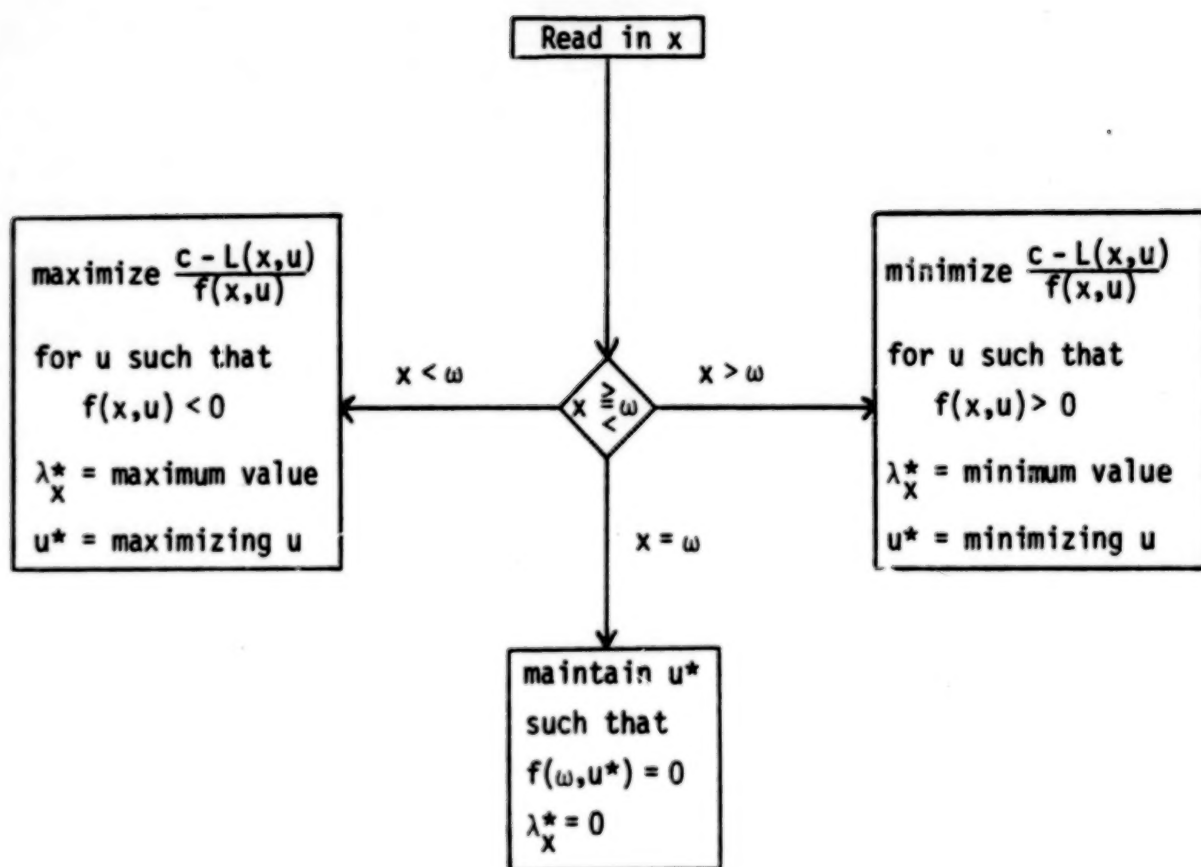 Read in x
maximize (c - L(x,u))/f(x,u)
for u such that
f(x,u) < 0
λ*x = maximum value
u* = maximizing u
x < ω
x ≥< ω
x > ω
minimize (c - L(x,u))/f(x,u)
for u such that
f(x,u) > 0
λ*x = minimum value
u* = minimizing u
x = ω
maintain u*
such that
f(ω,u*) = 0
λ*x = 0